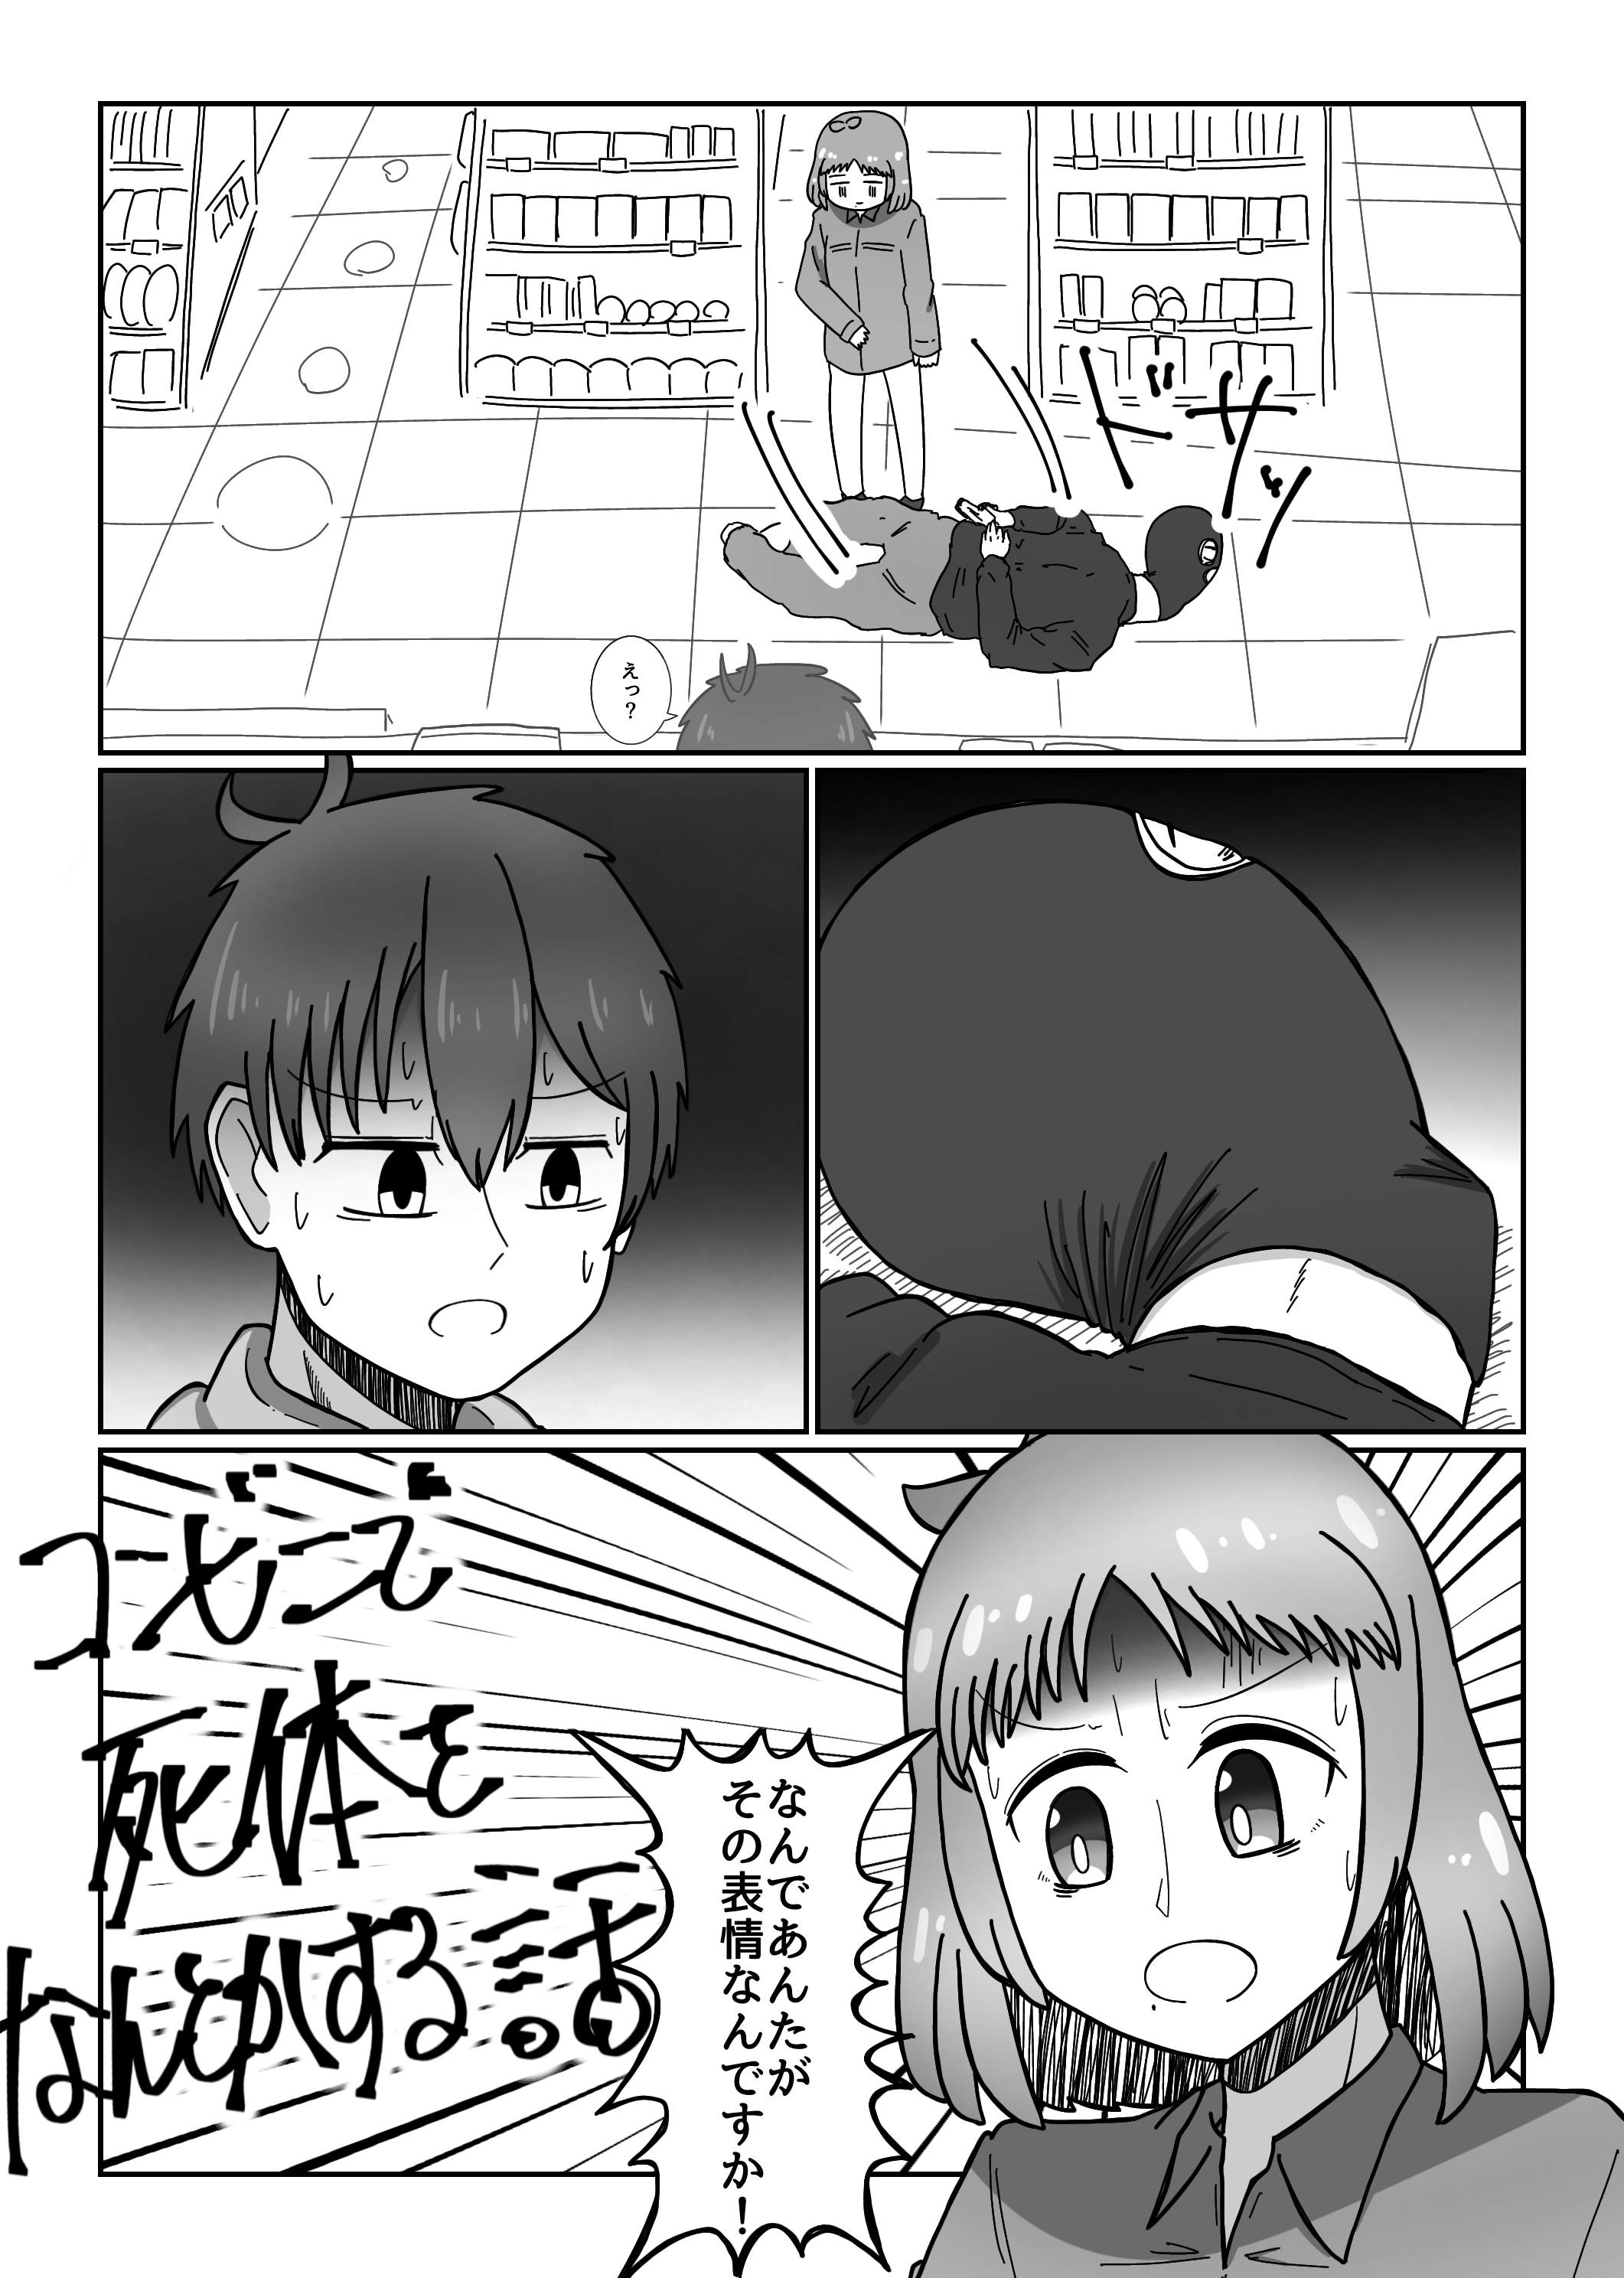 ドサッ
えっ?
コンビニで
死体を
なんとかする話
なんであんたが
その表情なんですか!